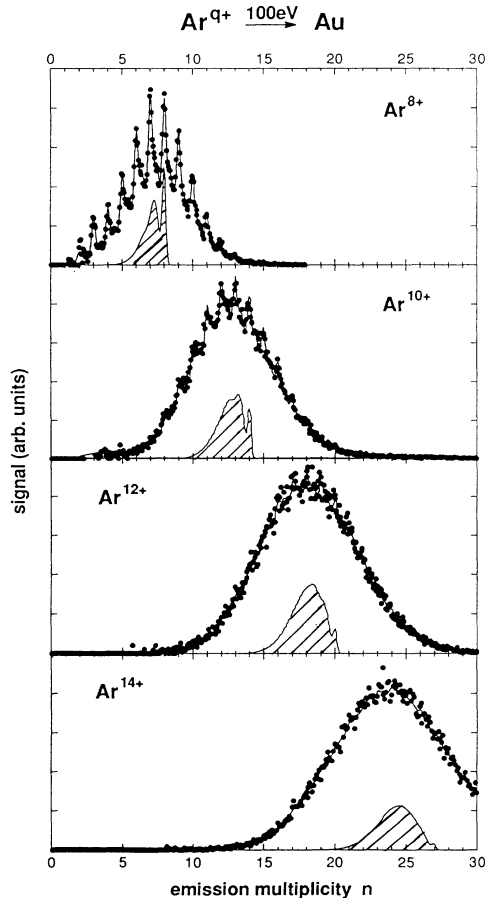 Ar^q+ 100eV → Au
0 5 10 15 20 25 30
Ar^8+
Ar^10+
signal (arb. units)
Ar^12+
Ar^14+
0 5 10 15 20 25 30
emission multiplicity n